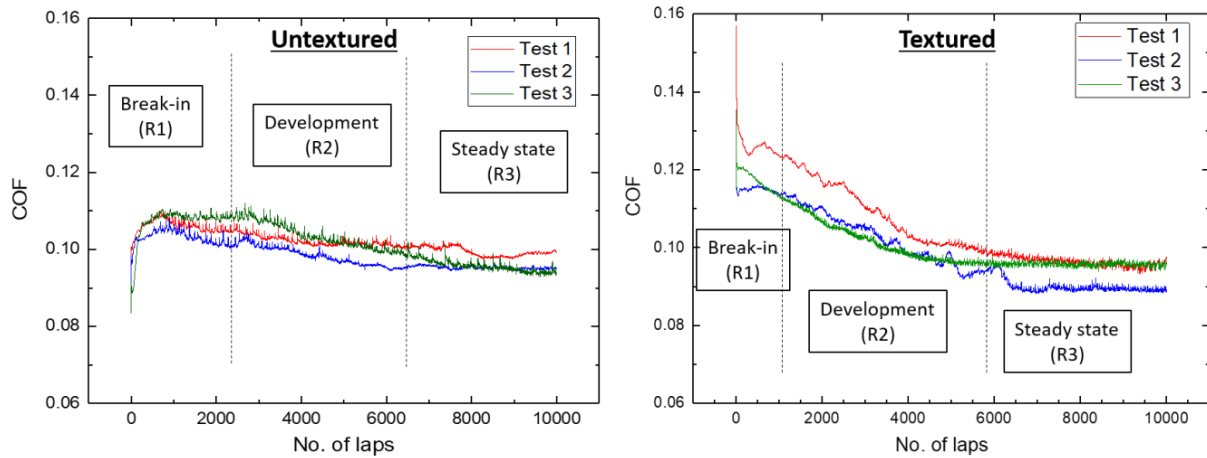 Untextured
Test 1
Test 2
Test 3
Break-in
(R1)
Development
(R2)
Steady state
(R3)
COF
0.16
0.14
0.12
0.10
0.08
0.06
0
2000
4000
6000
8000
10000
No. of laps
Textured
Test 1
Test 2
Test 3
Break-in
(R1)
Development
(R2)
Steady state
(R3)
COF
0.16
0.14
0.12
0.10
0.08
0.06
0
2000
4000
6000
8000
10000
No. of laps